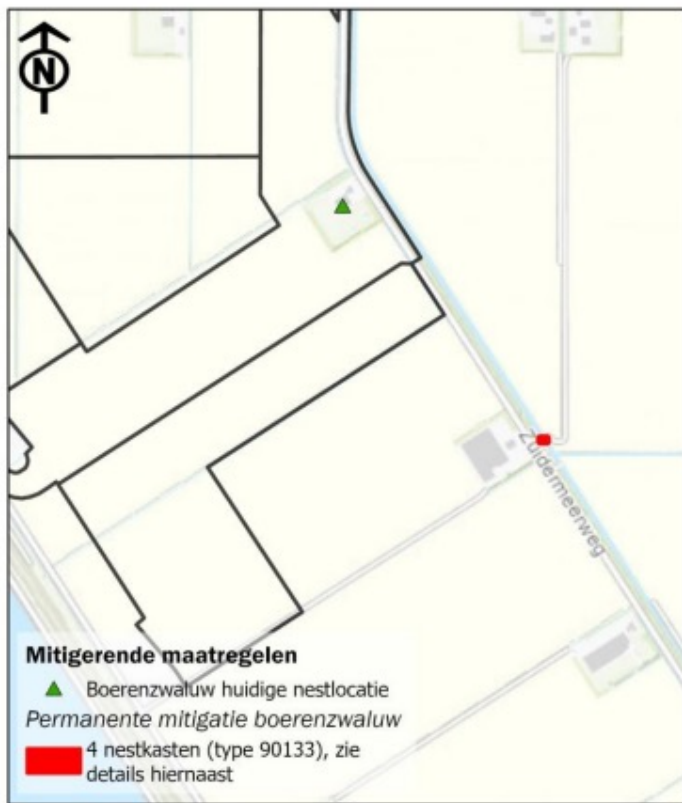 N
Zuidermeerweg
Mitigerende maatregelen
Boerenzwaluw huidige nestlocatie
Permanente mitigatie boerenzwaluw
4 nestkasten (type 90133), zie
details hiernaast